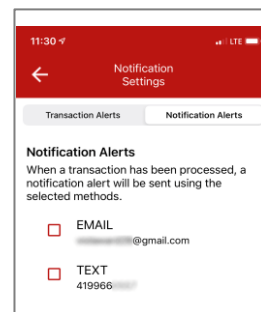 11:30 LTE
Notification
Settings
Transaction Alerts Notification Alerts
Notification Alerts
When a transaction has been processed, a
notification alert will be sent using the
selected methods.
EMAIL
@gmail.com
TEXT
419966